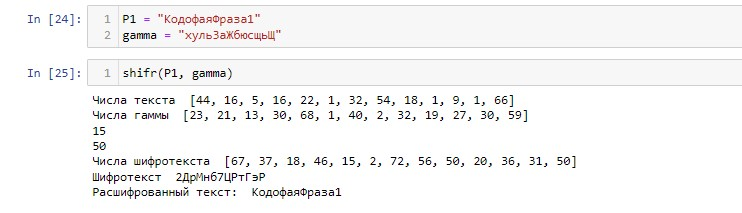 In [24]:
1 P1 = "КодофаяФраза1"
2 gamma = "хуль3аЖбюсщьЩ"
In [25]:
1 shifr(P1, gamma)
Числа текста  [44, 16, 5, 16, 22, 1, 32, 54, 18, 1, 9, 1, 66]
Числа гаммы  [23, 21, 13, 30, 68, 1, 40, 2, 32, 19, 27, 30, 59]
15
50
Числа шифротекста  [67, 37, 18, 46, 15, 2, 72, 56, 50, 20, 36, 31, 50]
Шифротекст  2ДрМнб7ЦРтГэР
Расшифрованный текст:  КодофаяФраза1